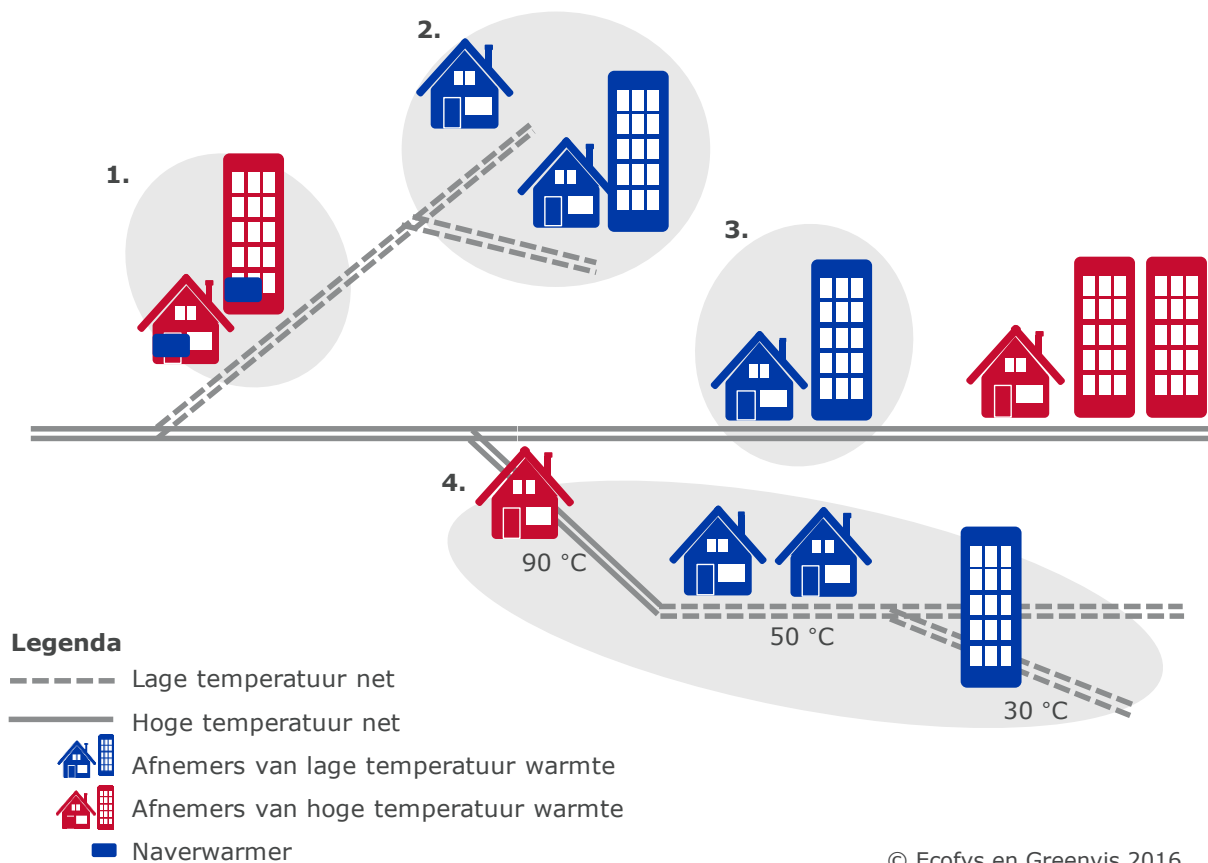 2.
1.
3.
4.
90 °C
50 °C
30 °C
Legenda
Lage temperatuur net
Hoge temperatuur net
Afnemers van lage temperatuur warmte
Afnemers van hoge temperatuur warmte
Naverwarmer
© Ecofys en Greenvis 2016